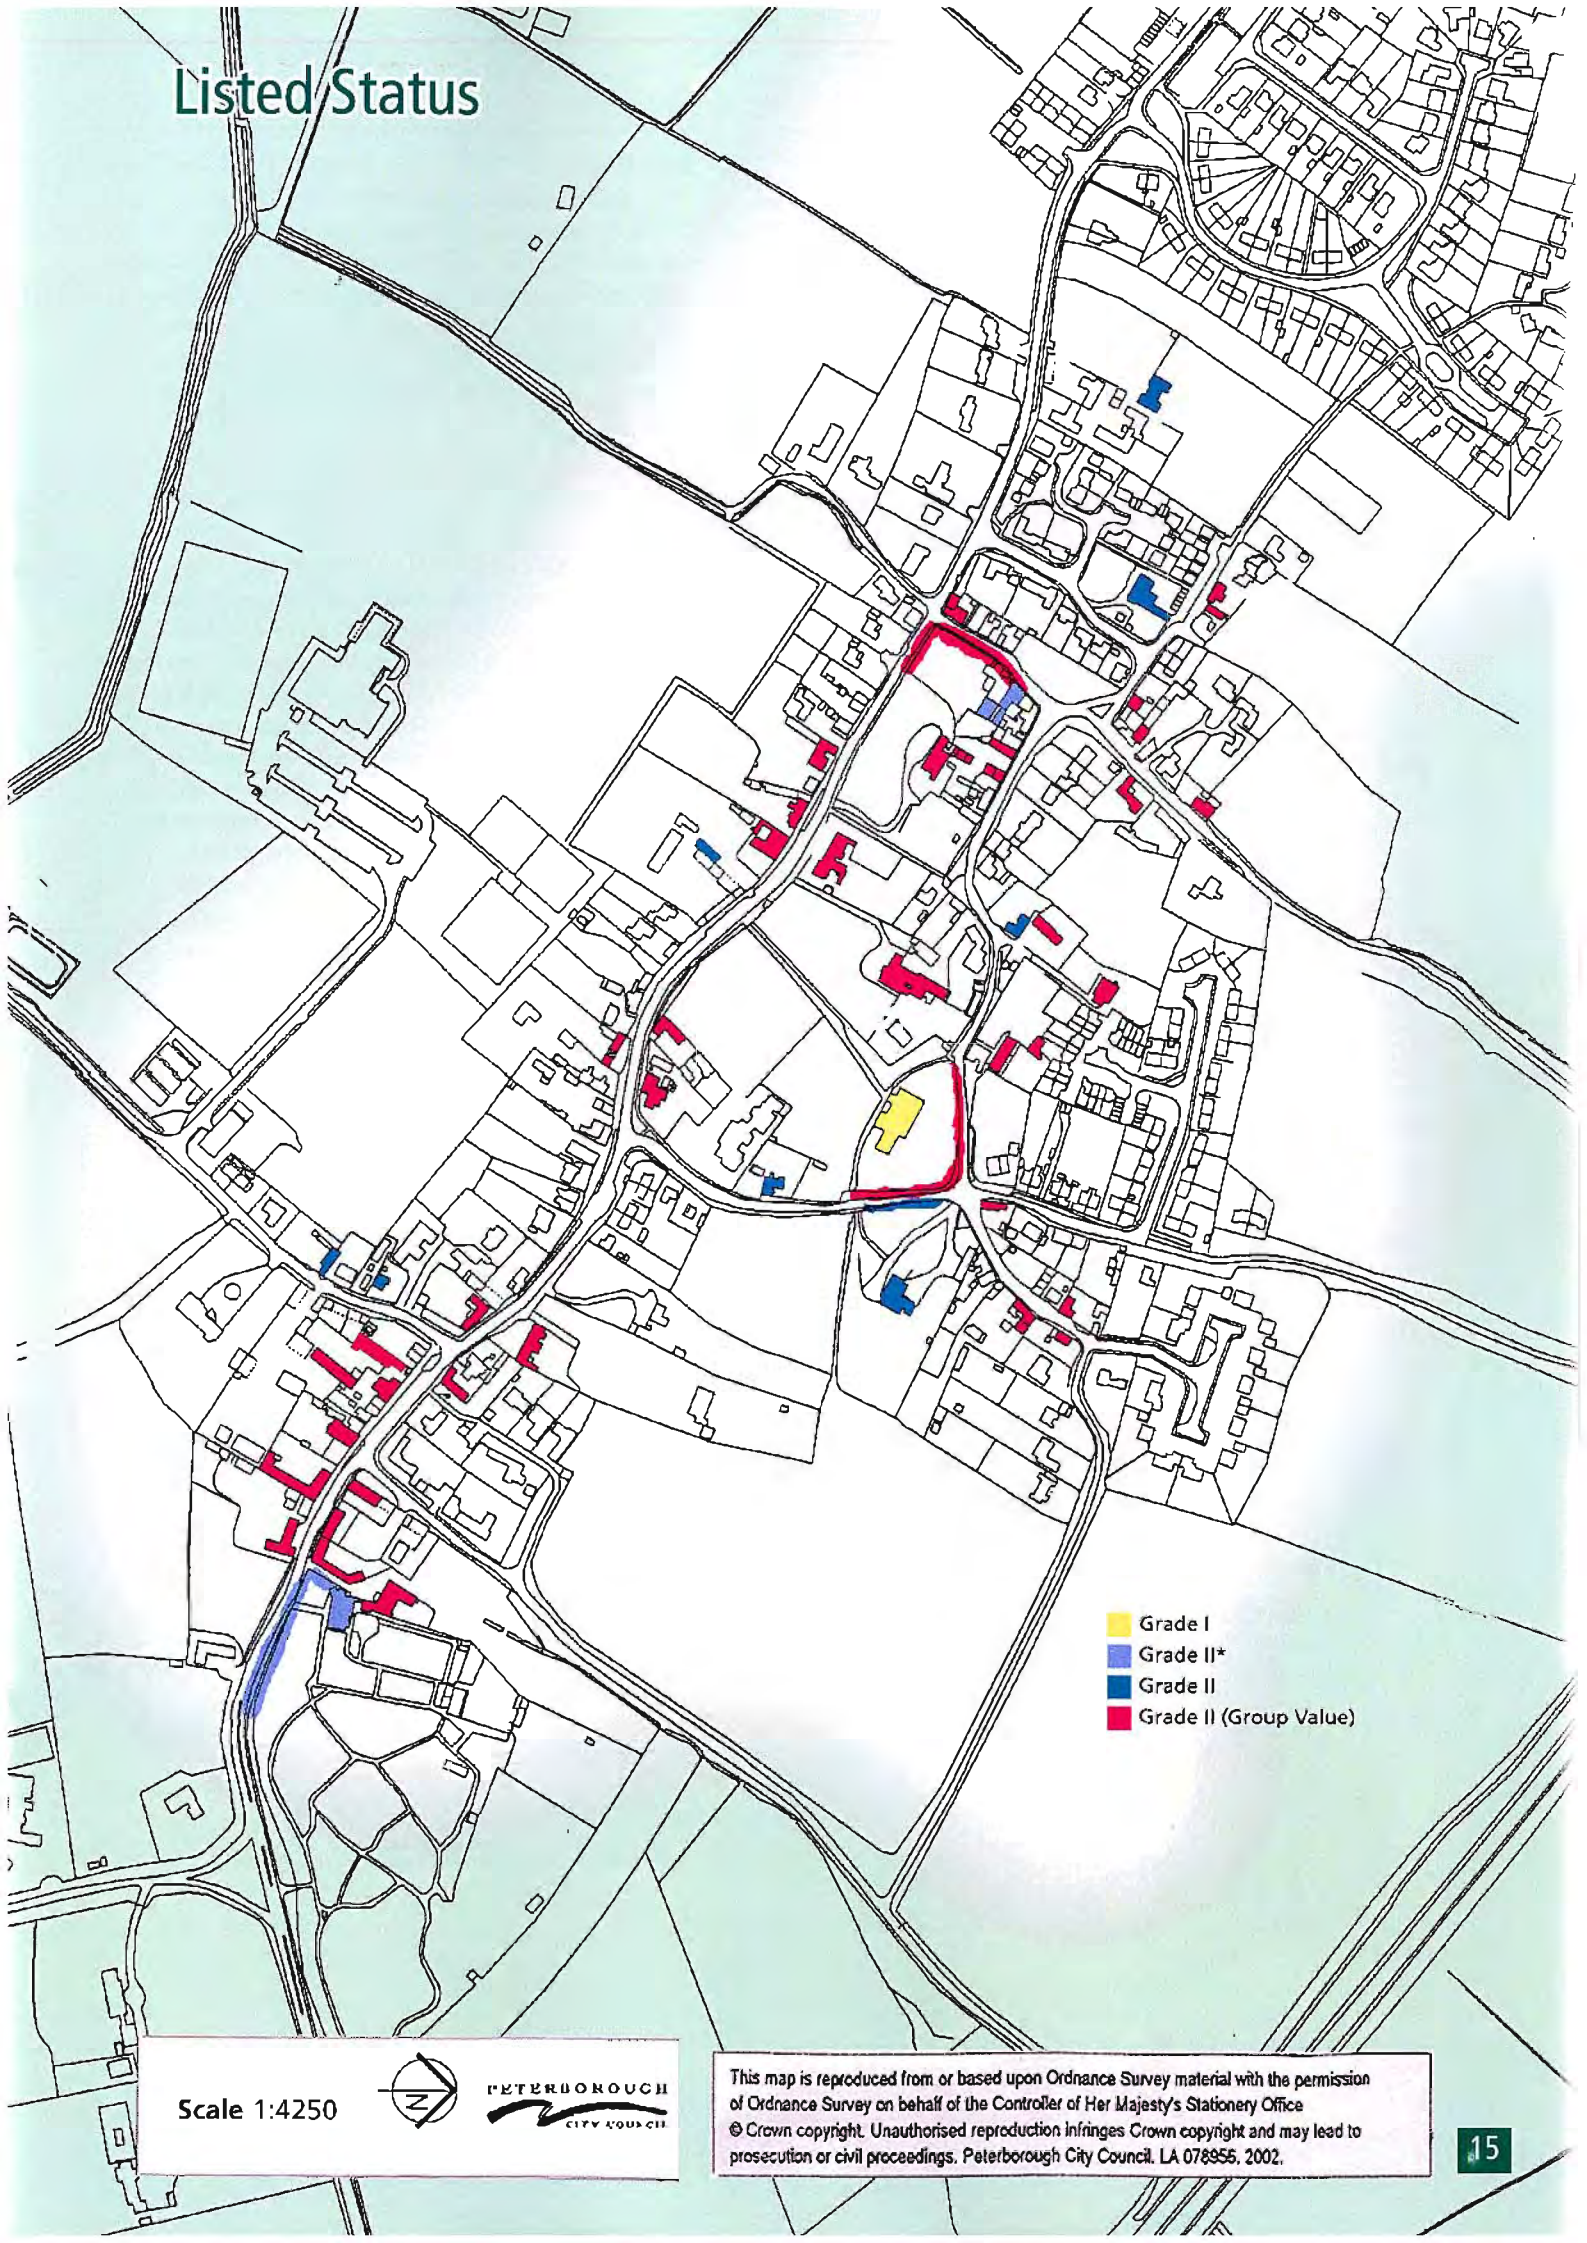 Listed Status
Grade I
Grade II*
Grade II
Grade II (Group Value)
Scale 1:4250
N
PETERBOROUGH
CITY COUNCIL
This map is reproduced from or based upon Ordnance Survey material with the permission
of Ordnance Survey on behalf of the Controller of Her Majesty's Stationery Office
© Crown copyright. Unauthorised reproduction infringes Crown copyright and may lead to
prosecution or civil proceedings. Peterborough City Council. LA 078955. 2002.
15